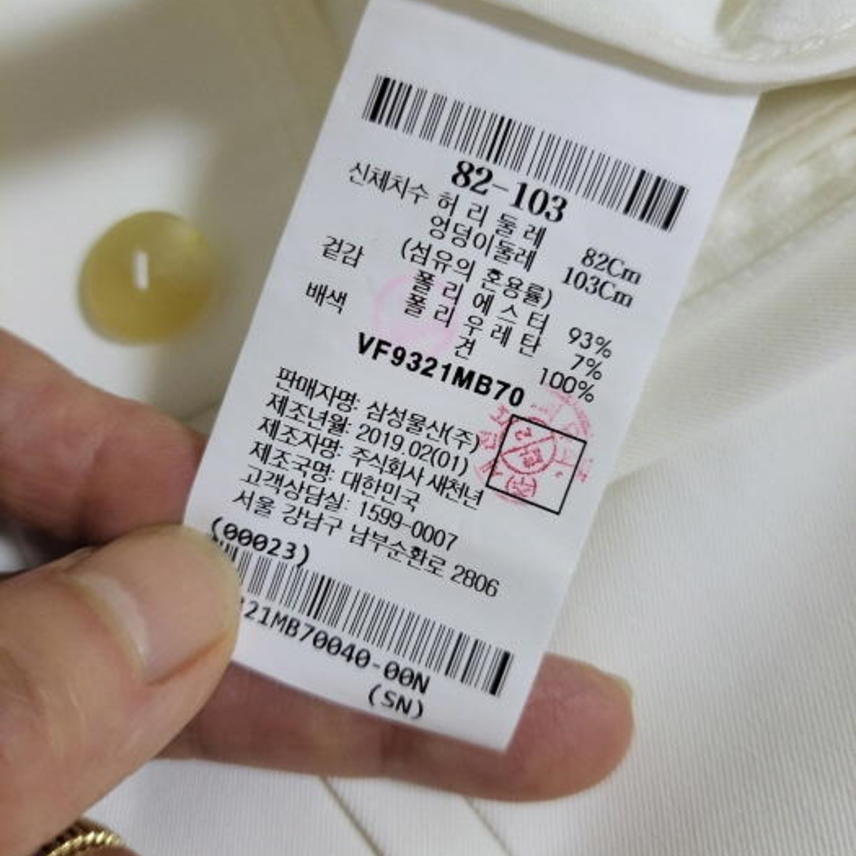 82-103
신체치수 허 리 둘 레 82Cm
엉덩이둘레 103Cm
(섬유의 혼용률)
겉감 폴 리 에 스 터 93%
폴 리 우 레 탄 7%
배색 견 100%
VF9321MB70
판매자명: 삼성물산(주)
제조년월: 2019.02(01)
제조자명: 주식회사 새천년
제조국명: 대한민국
고객상담실: 1599-0007
서울 강남구 남부순환로 2806
(00023)
21MB70040-00N
(SN)